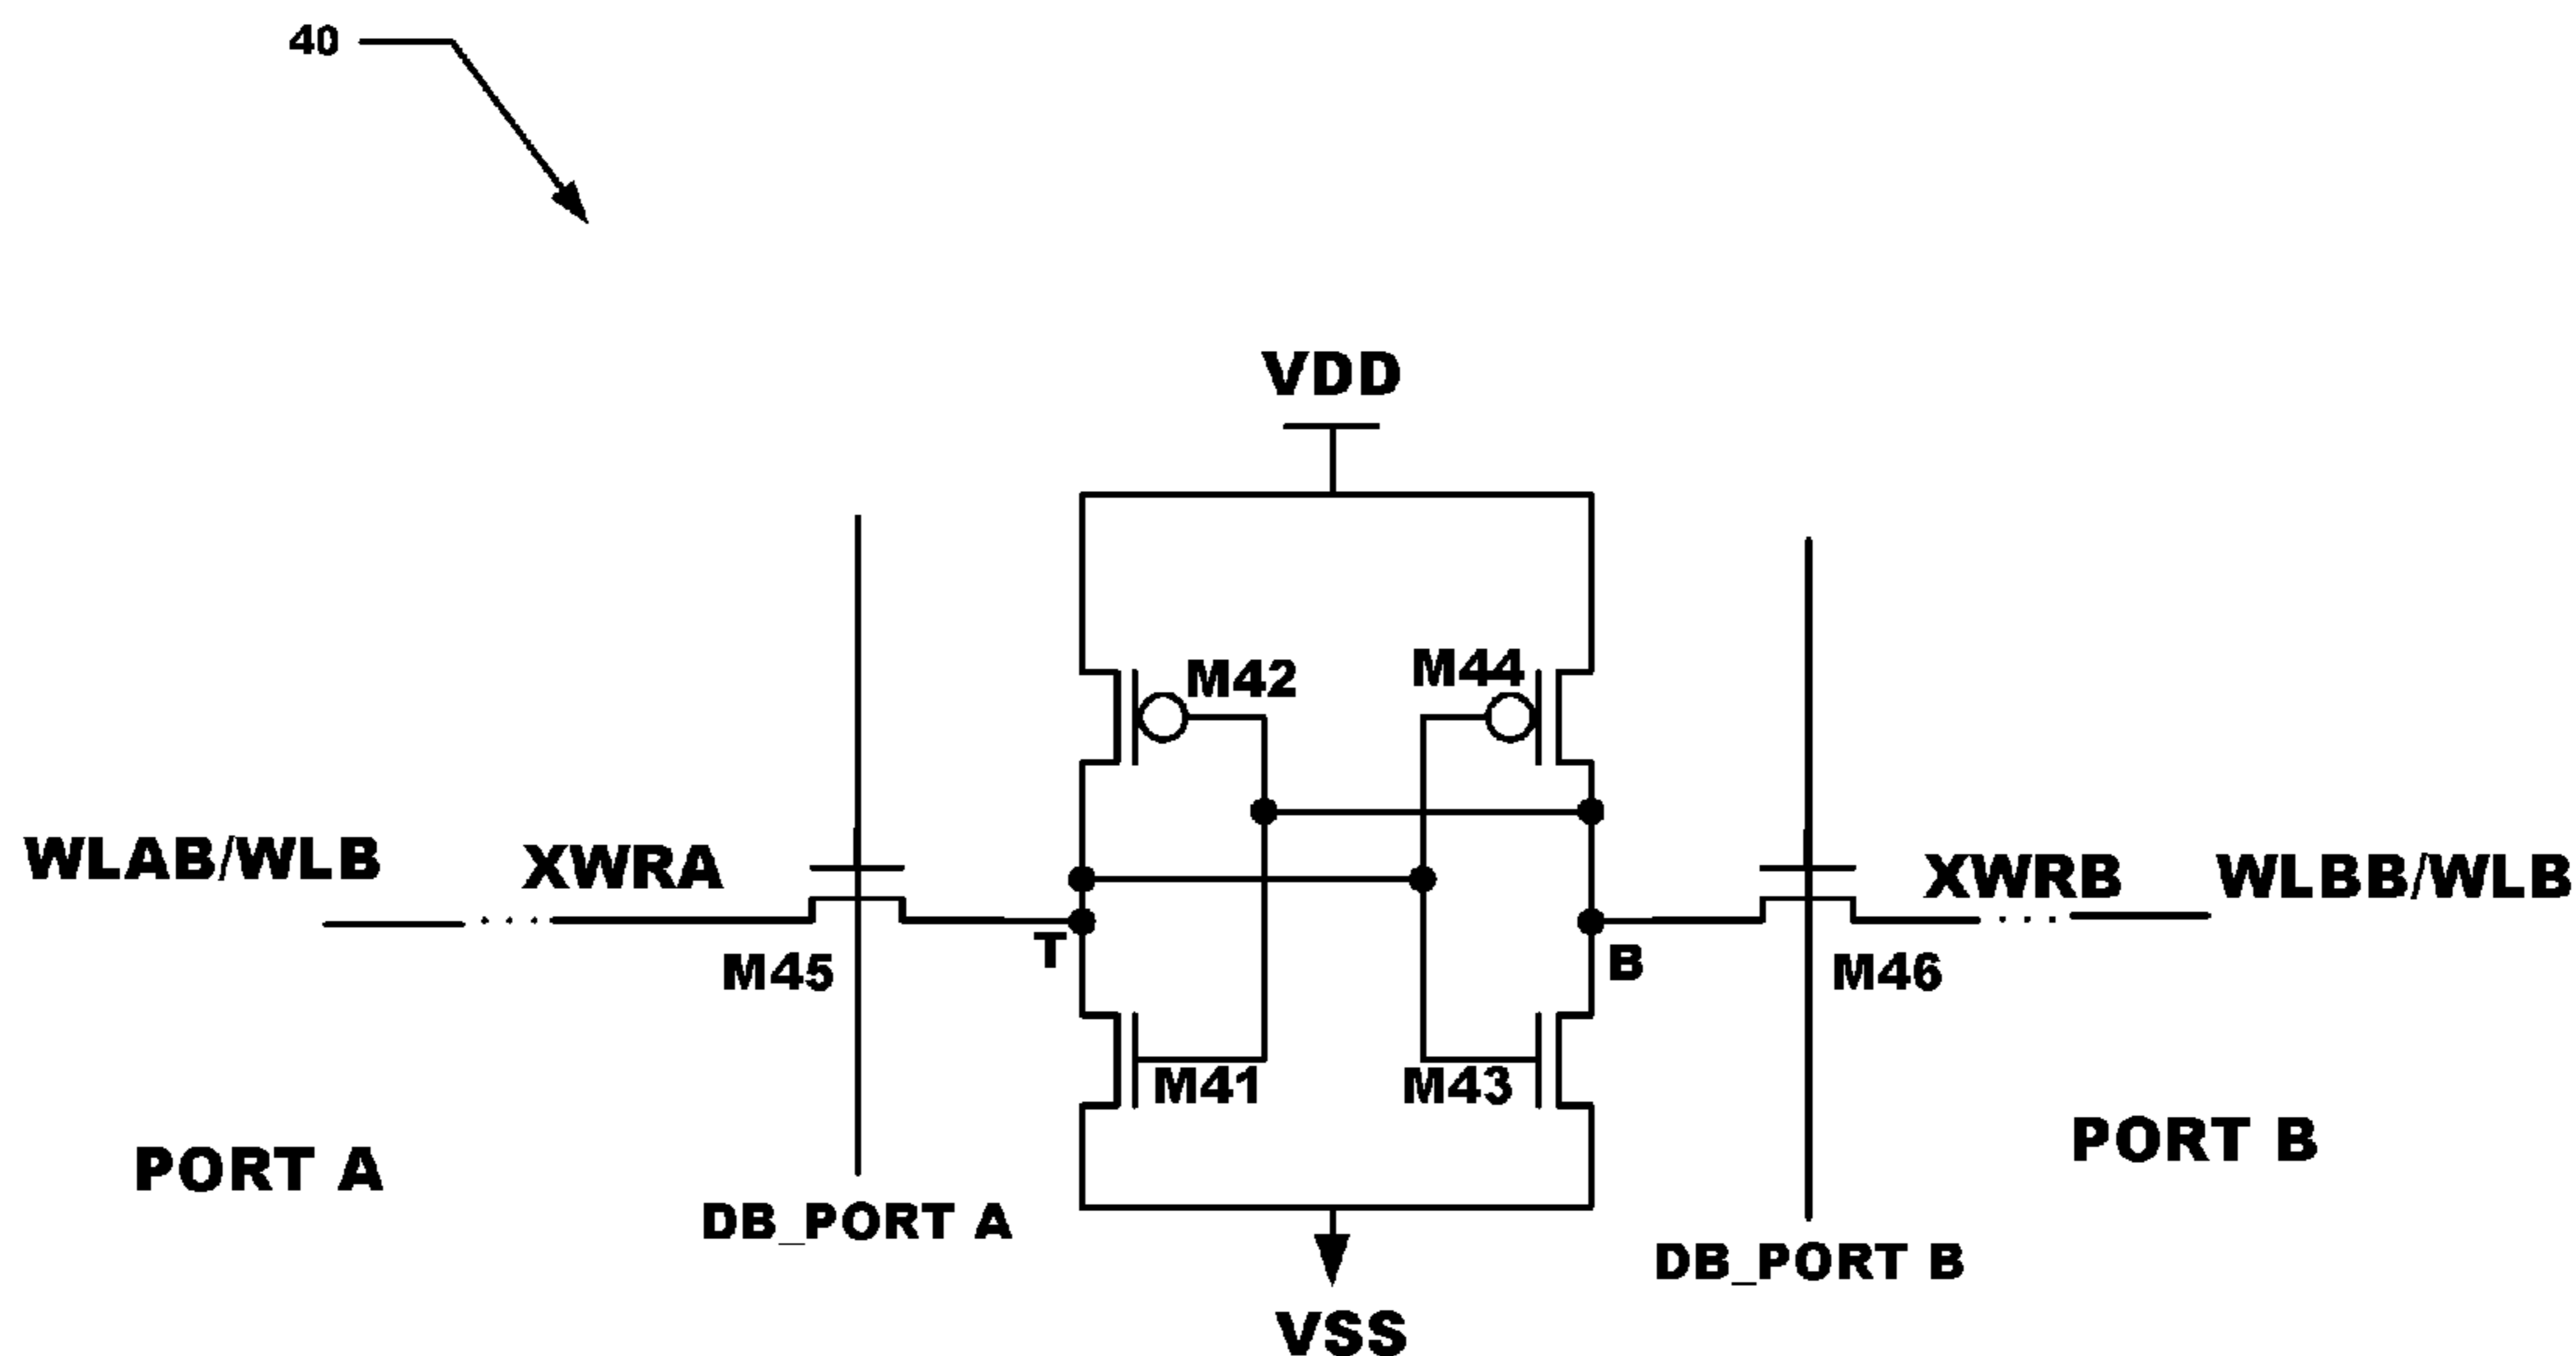 40
VDD
M42
M44
WLAB/WLB
XWRA
XWRB
WLBB/WLB
M45
T
B
M46
M41
M43
PORT A
PORT B
DB_PORT A
DB_PORT B
VSS